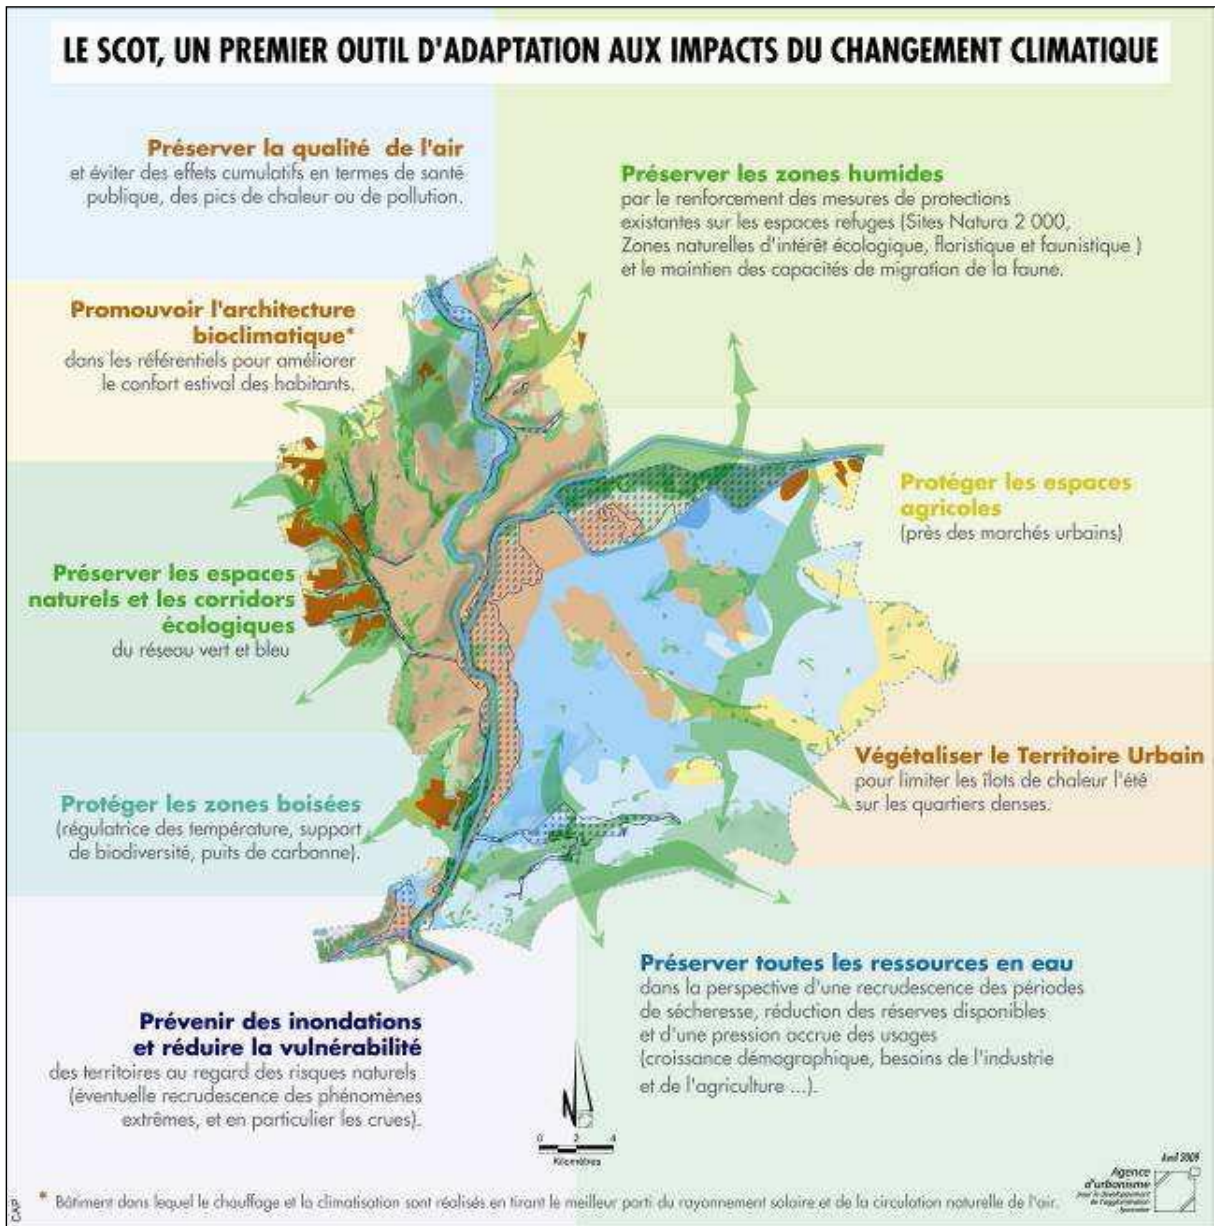 LE SCOT, UN PREMIER OUTIL D'ADAPTATION AUX IMPACTS DU CHANGEMENT CLIMATIQUE
Préserver la qualité de l'air
et éviter des effets cumulatifs en termes de santé
publique, des pics de chaleur ou de pollution.
Préserver les zones humides
par le renforcement des mesures de protections
existantes sur les espaces refuges (Sites Natura 2 000,
Zones naturelles d'intérêt écologique, floristique et faunistique )
et le maintien des capacités de migration de la faune.
Promouvoir l'architecture
bioclimatique*
dans les référentiels pour améliorer
le confort estival des habitants.
Protéger les espaces
agricoles
(près des marchés urbains)
Préserver les espaces
naturels et les corridors
écologiques
du réseau vert et bleu
Végétaliser le Territoire Urbain
pour limiter les îlots de chaleur l'été
sur les quartiers denses.
Protéger les zones boisées
(régulatrice des température, support
de biodiversité, puits de carbonne).
Préserver toutes les ressources en eau
dans la perspective d'une recrudescence des périodes
de sécheresse, réduction des réserves disponibles
et d'une pression accrue des usages
(croissance démographique, besoins de l'industrie
et de l'agriculture ...).
Prévenir des inondations
et réduire la vulnérabilité
des territoires au regard des risques naturels
(éventuelle recrudescence des phénomènes
extrêmes, et en particulier les crues).
N
0 2 4
Kilomètres
Avril 2009
Agence
d'urbanisme
pour le développement
de l'agglomération
lyonnaise
* Bâtiment dans lequel le chauffage et la climatisation sont réalisés en tirant le meilleur parti du rayonnement solaire et de la circulation naturelle de l'air.
CAP